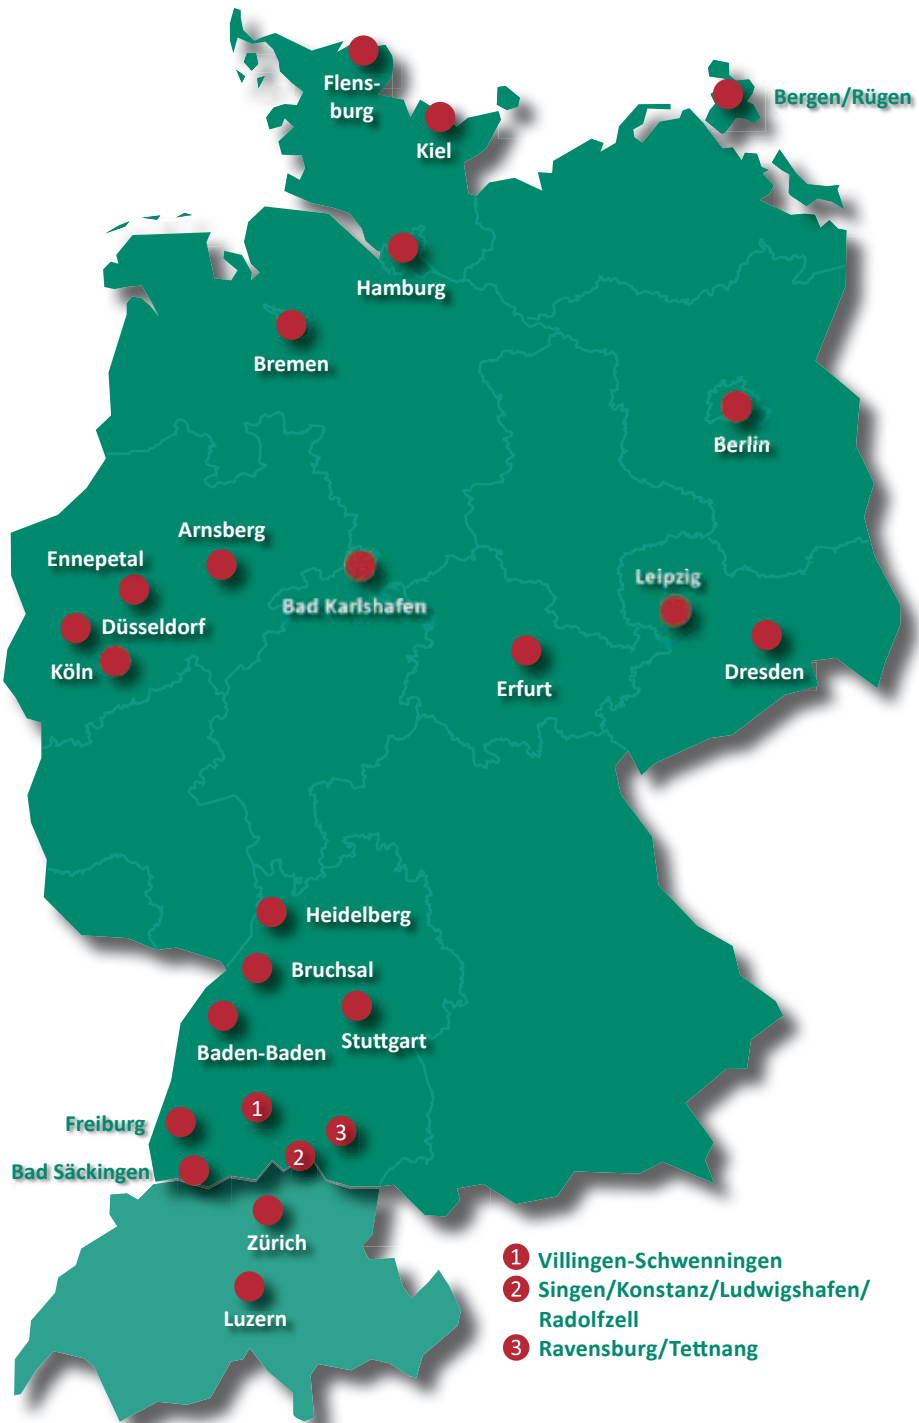 Flens-
burg
Bergen/Rügen
Kiel
Hamburg
Bremen
Berlin
Arnsberg
Ennepetal
Leipzig
Bad Karlshafen
Düsseldorf
Köln
Dresden
Erfurt
Heidelberg
Bruchsal
Stuttgart
Baden-Baden
1
Freiburg
3
2
Bad Säckingen
Zürich
Luzern
1 Villingen-Schwenningen
2 Singen/Konstanz/Ludwigshafen/
Radolfzell
3 Ravensburg/Tettnang